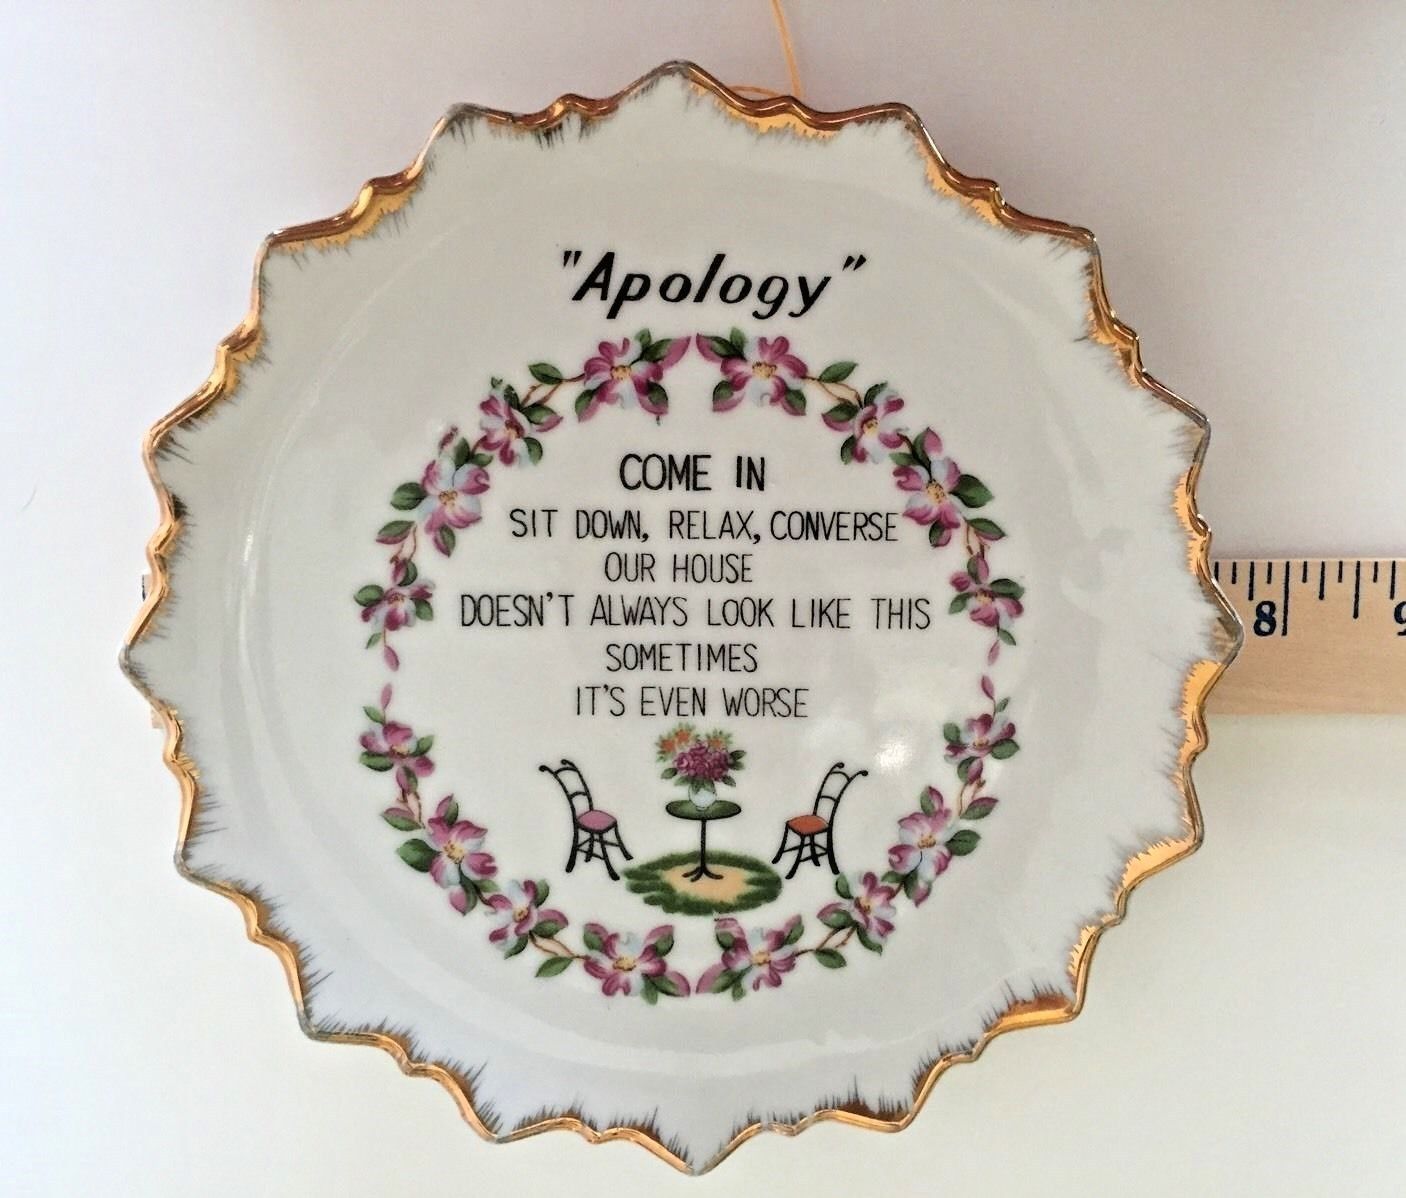 "Apology"
COME IN
SIT DOWN, RELAX, CONVERSE
OUR HOUSE
DOESN'T ALWAYS LOOK LIKE THIS
SOMETIMES
IT'S EVEN WORSE
8 9